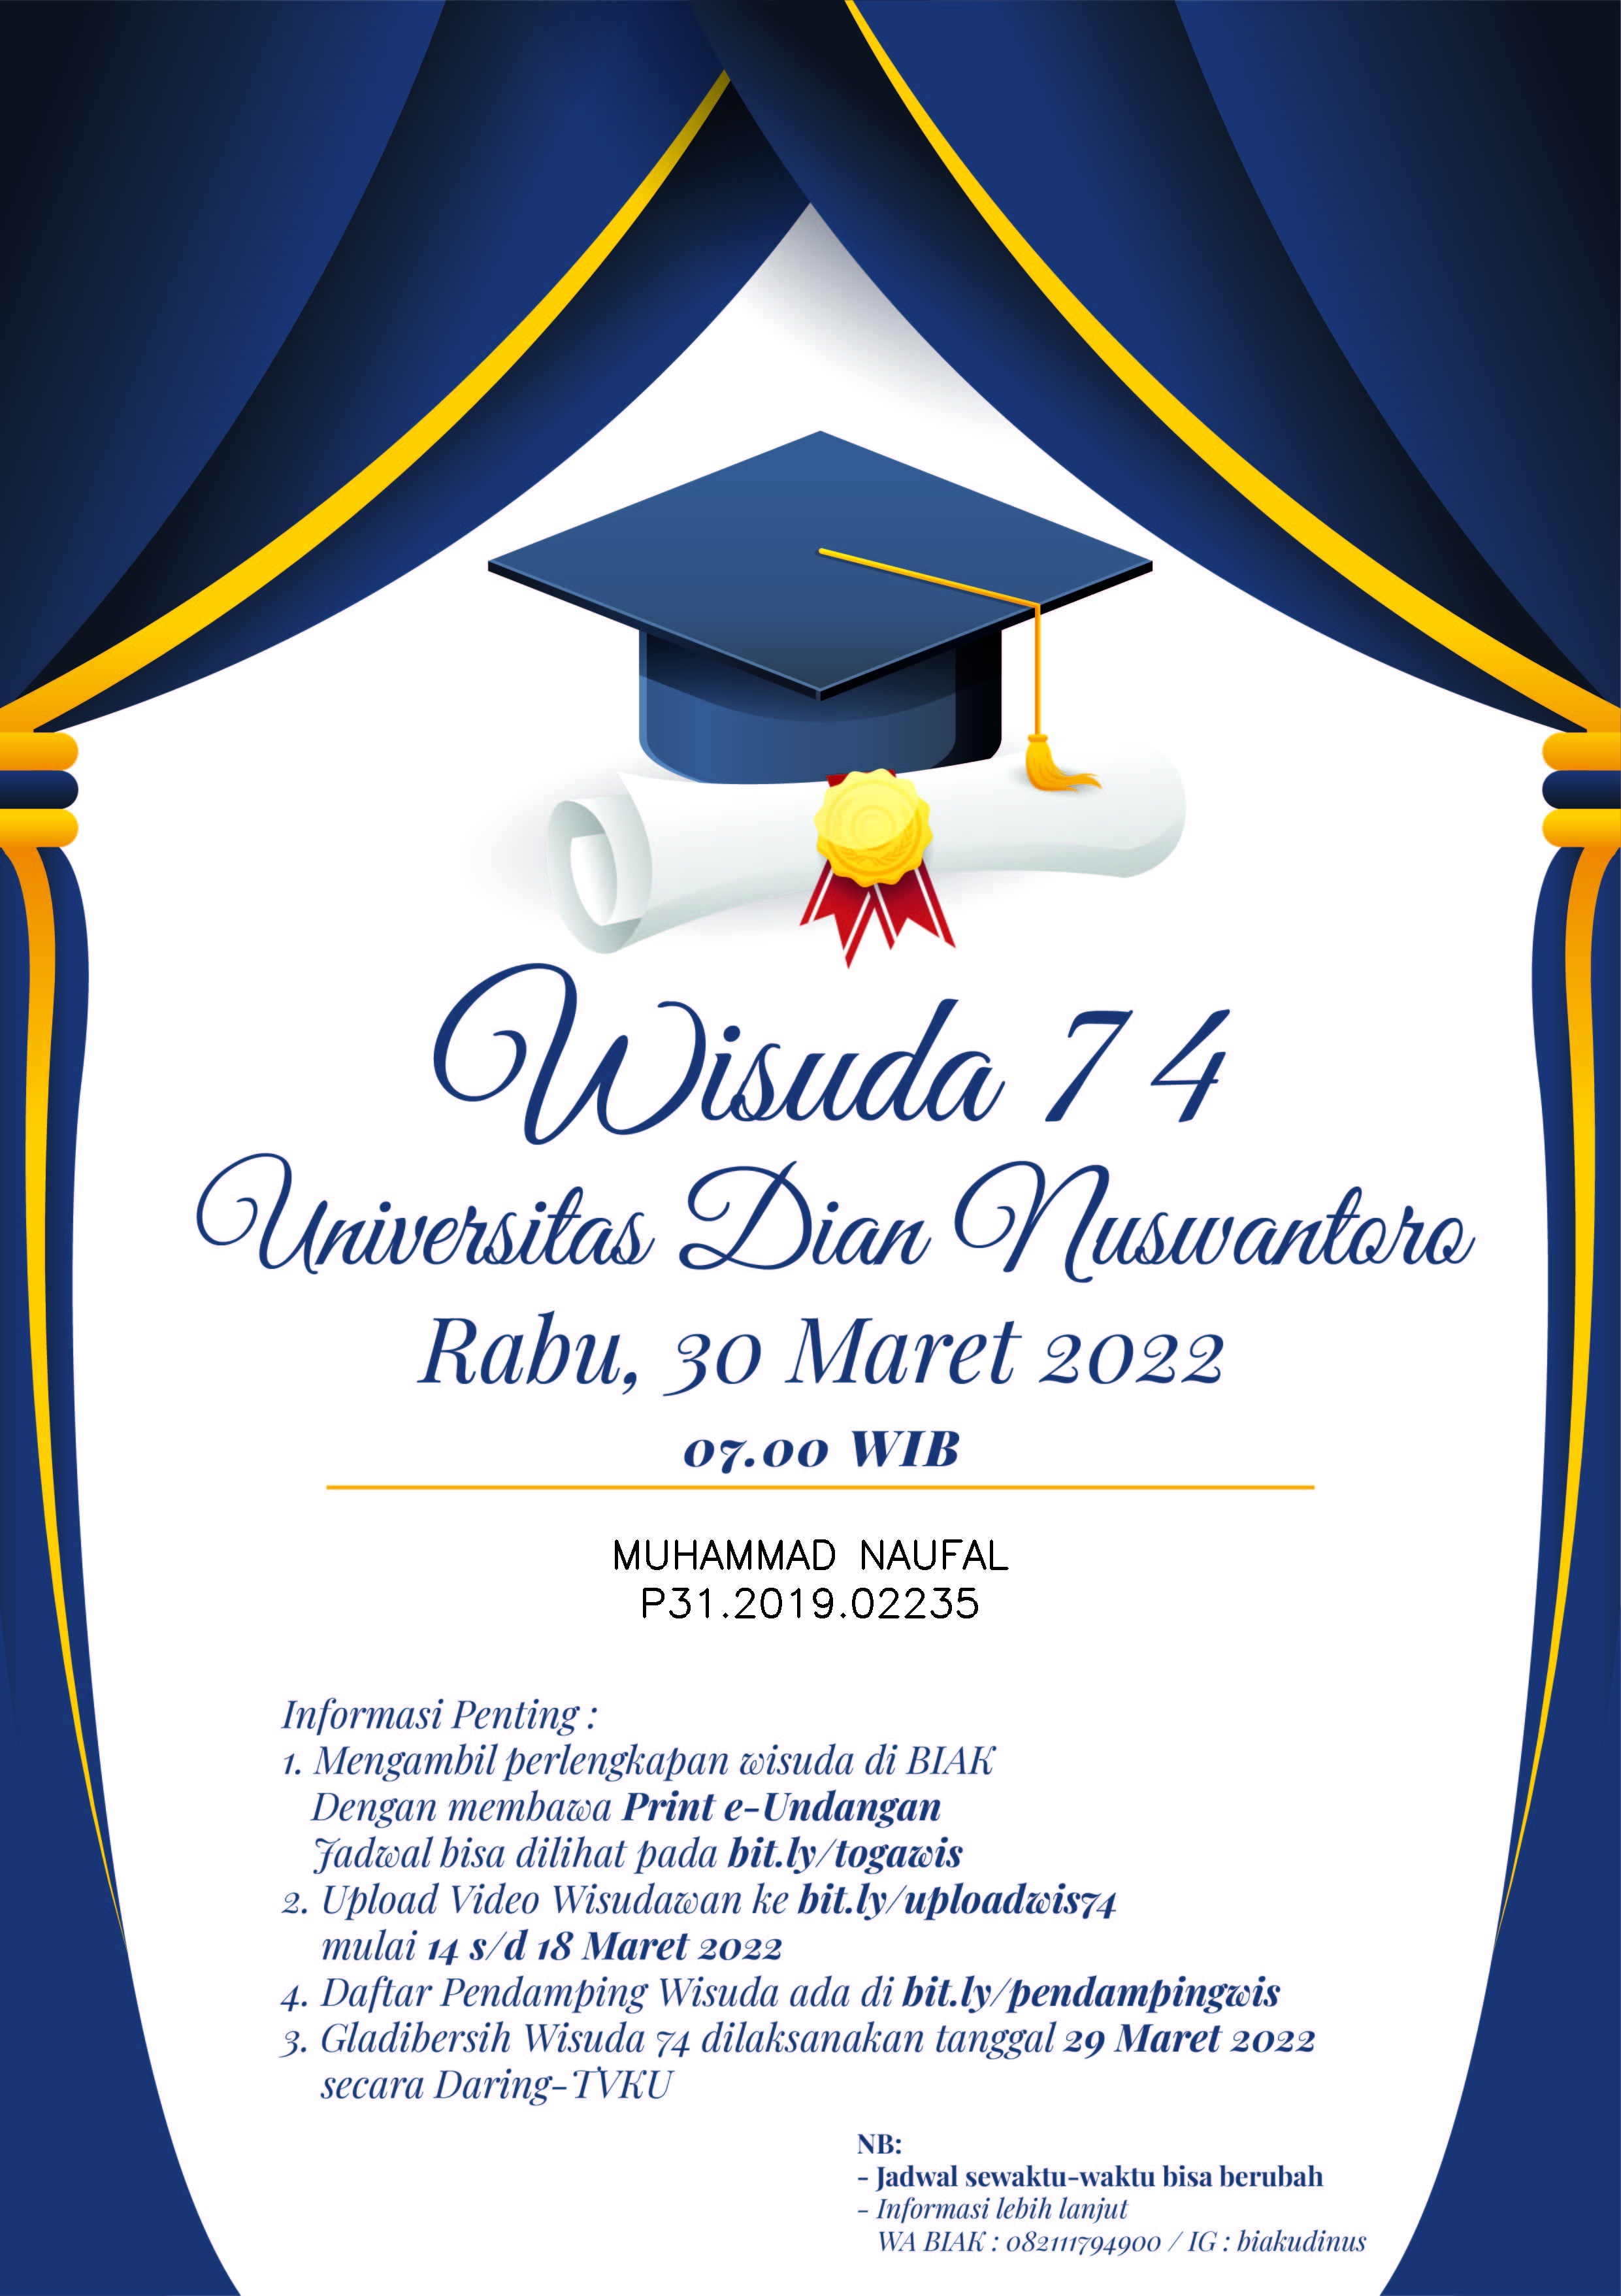 Wisuda 74
Universitas Dian Nuswantoro
Rabu, 30 Maret 2022
07.00 WIB
MUHAMMAD NAUFAL
P31.2019.02235
Informasi Penting :
1. Mengambil perlengkapan wisuda di BIAK
Dengan membawa Print e-Undangan
Jadwal bisa dilihat pada bit.ly/togawis
2. Upload Video Wisudawan ke bit.ly/uploadwis74
mulai 14 s/d 18 Maret 2022
4. Daftar Pendamping Wisuda ada di bit.ly/pendampingwis
3. Gladibersih Wisuda 74 dilaksanakan tanggal 29 Maret 2022
secara Daring-TVKU
NB:
- Jadwal sewaktu-waktu bisa berubah
- Informasi lebih lanjut
WA BIAK : 082111794900 / IG : biakudinus